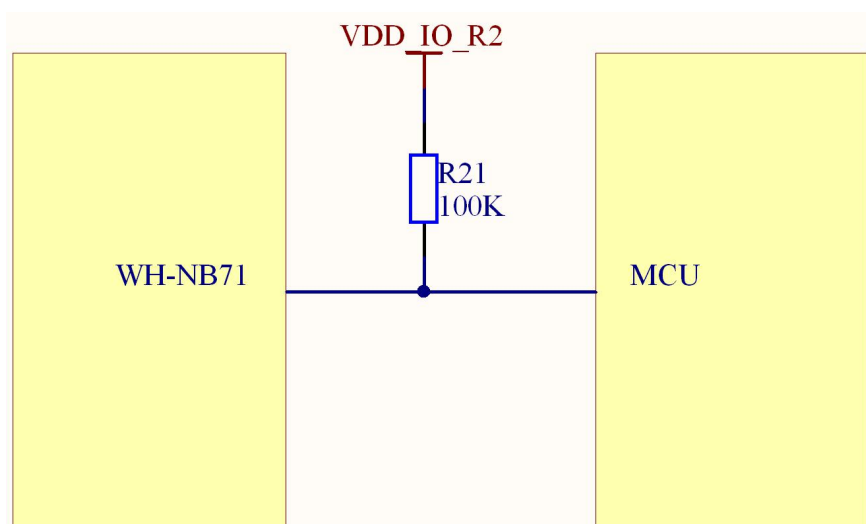 VDD_IO_R2
R21
100K
WH-NB71
MCU